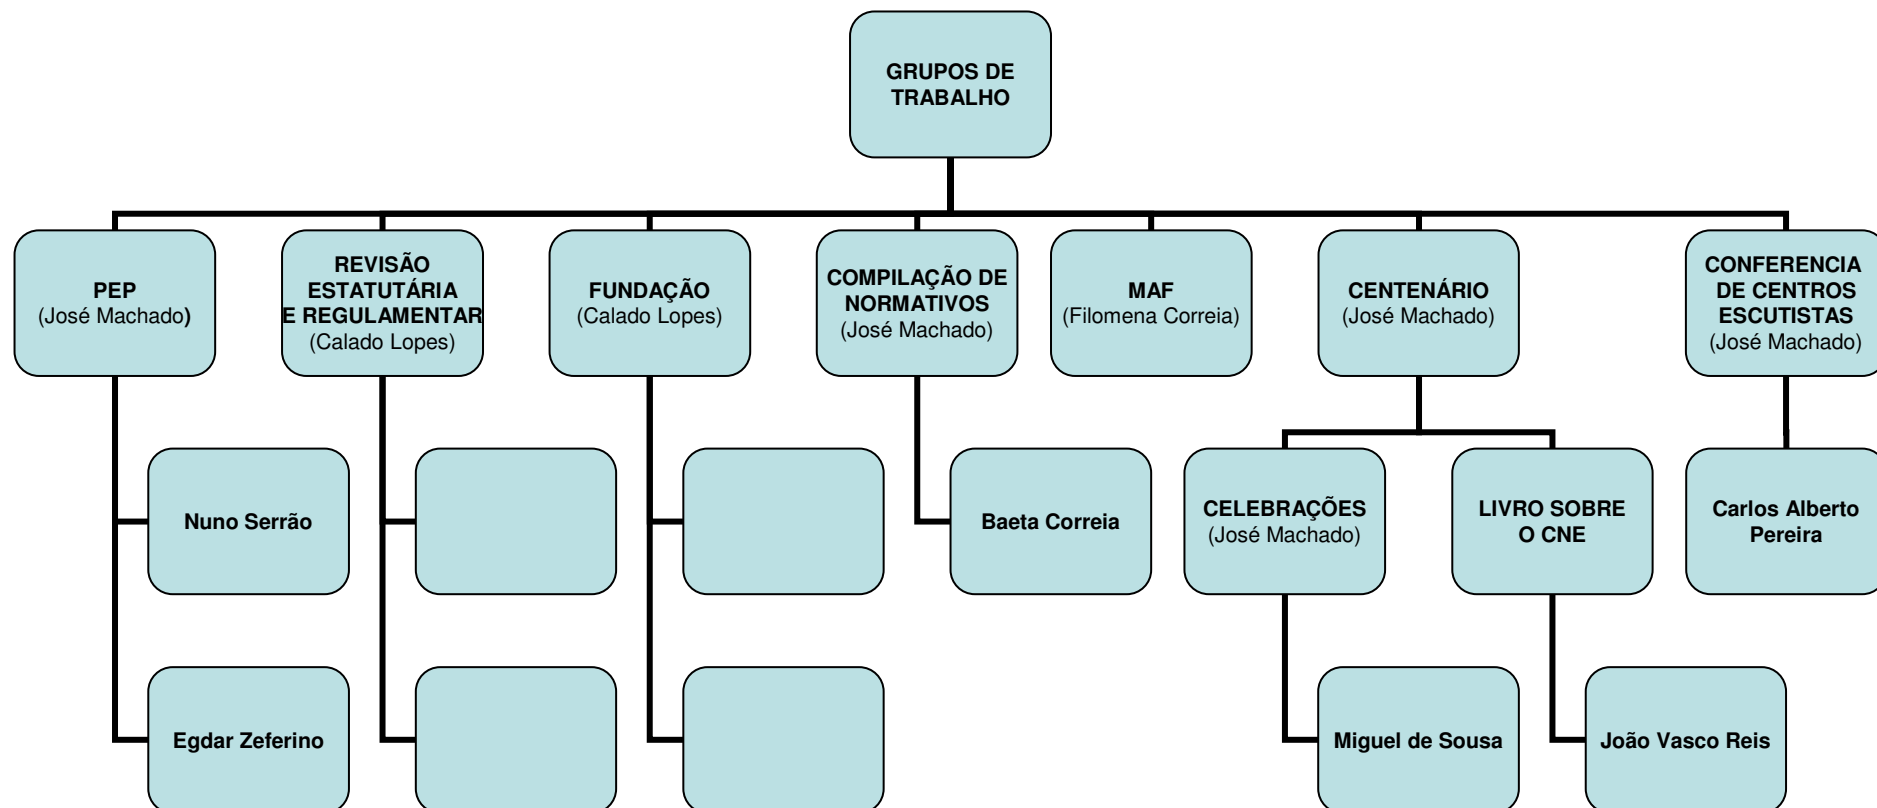 GRUPOS DE
TRABALHO
PEP
(José Machado)
REVISÃO
ESTATUTÁRIA
E REGULAMENTAR
(Calado Lopes)
FUNDAÇÃO
(Calado Lopes)
COMPILAÇÃO DE
NORMATIVOS
(José Machado)
MAF
(Filomena Correia)
CENTENÁRIO
(José Machado)
CONFERENCIA
DE CENTROS
ESCUTISTAS
(José Machado)
Nuno Serrão
Baeta Correia
CELEBRAÇÕES
(José Machado)
LIVRO SOBRE
O CNE
Carlos Alberto
Pereira
Egdar Zeferino
Miguel de Sousa
João Vasco Reis